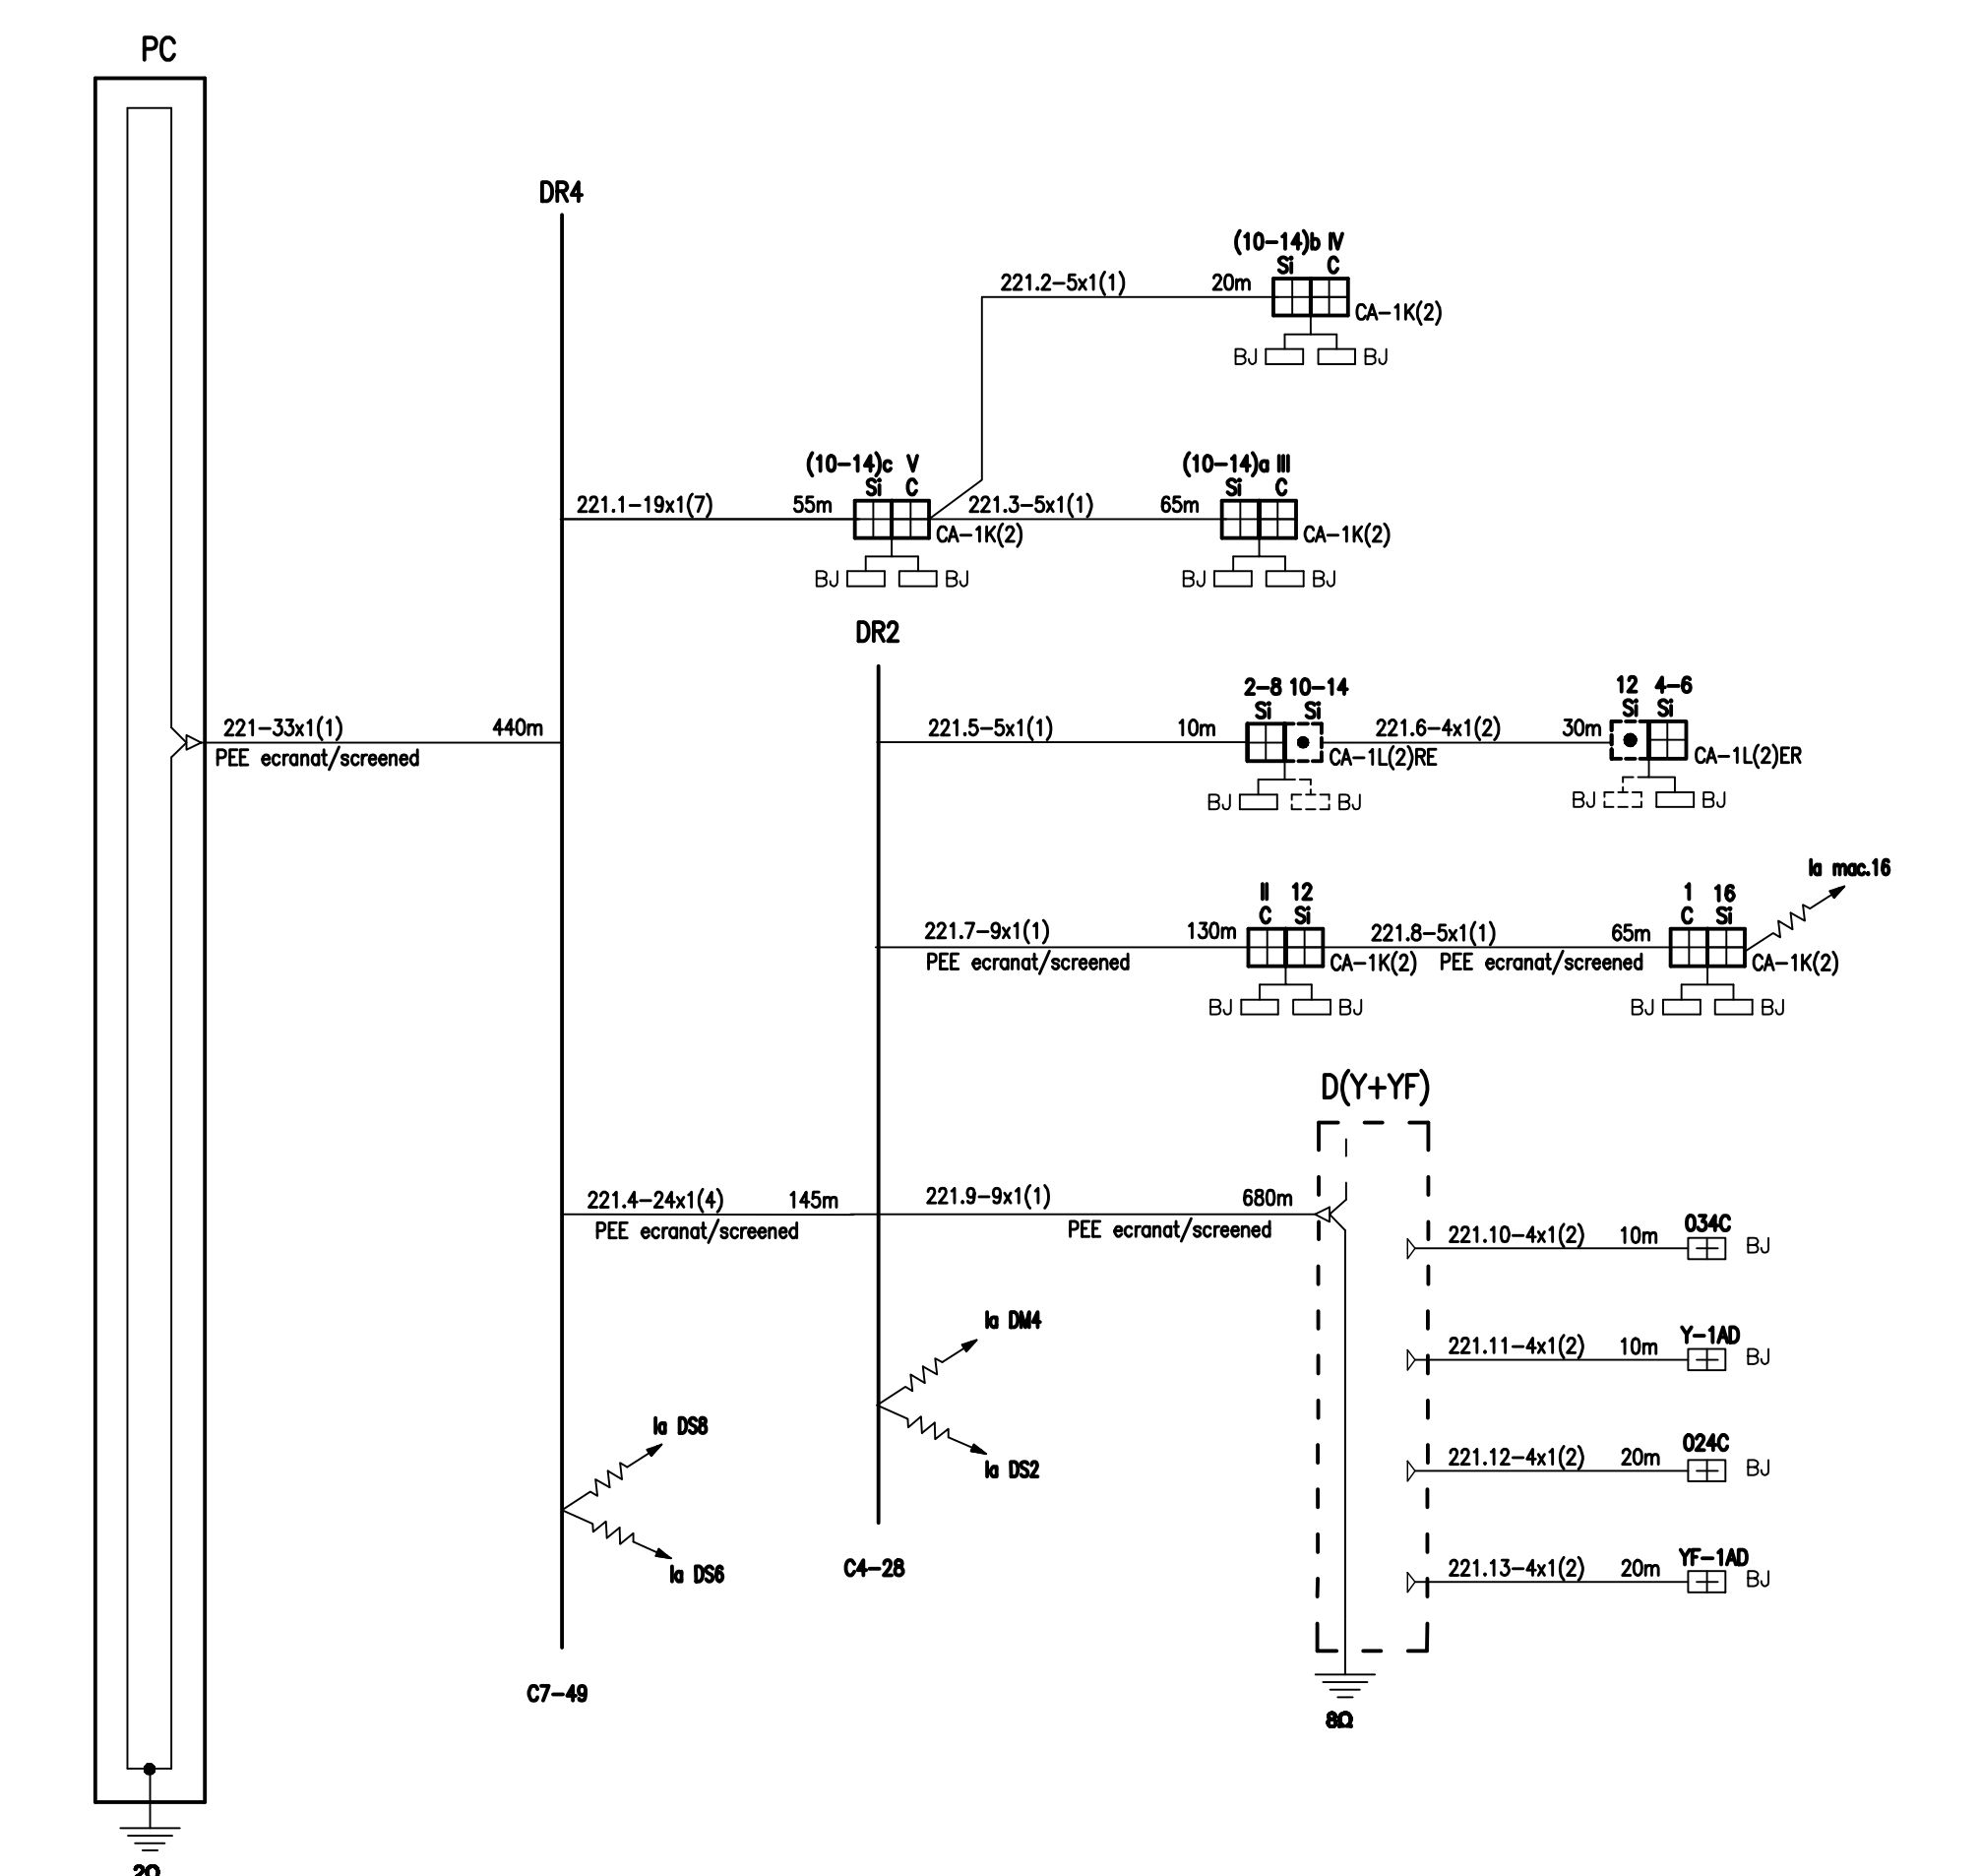 PC
DR4
(10-14)b IV
Si C
221.2-5x1(1) 20m
CA-1K(2)
BJ BJ
(10-14)c V
Si C
(10-14)a III
Si C
221.1-19x1(7) 55m
221.3-5x1(1) 65m
CA-1K(2)
CA-1K(2)
BJ BJ
BJ BJ
DR2
2-8 10-14
Si Si
12 4-6
Si Si
221-33x1(1) 440m
PEE ecranat/screened
221.5-5x1(1) 10m
221.6-4x1(2) 30m
CA-1L(2)RE
CA-1L(2)ER
BJ BJ
BJ BJ
la mac.16
II 12
C Si
1 16
C Si
221.7-9x1(1) 130m
PEE ecranat/screened
221.8-5x1(1) 65m
CA-1K(2)
PEE ecranat/screened
CA-1K(2)
BJ BJ
BJ BJ
D(Y+YF)
221.4-24x1(4) 145m
PEE ecranat/screened
221.9-9x1(1) 680m
PEE ecranat/screened
034C
221.10-4x1(2) 10m
BJ
la DM4
Y-1AD
221.11-4x1(2) 10m
BJ
la DS8
la DS2
024C
221.12-4x1(2) 20m
BJ
la DS6
C4-28
YF-1AD
221.13-4x1(2) 20m
BJ
C7-49
8Ω
2Ω